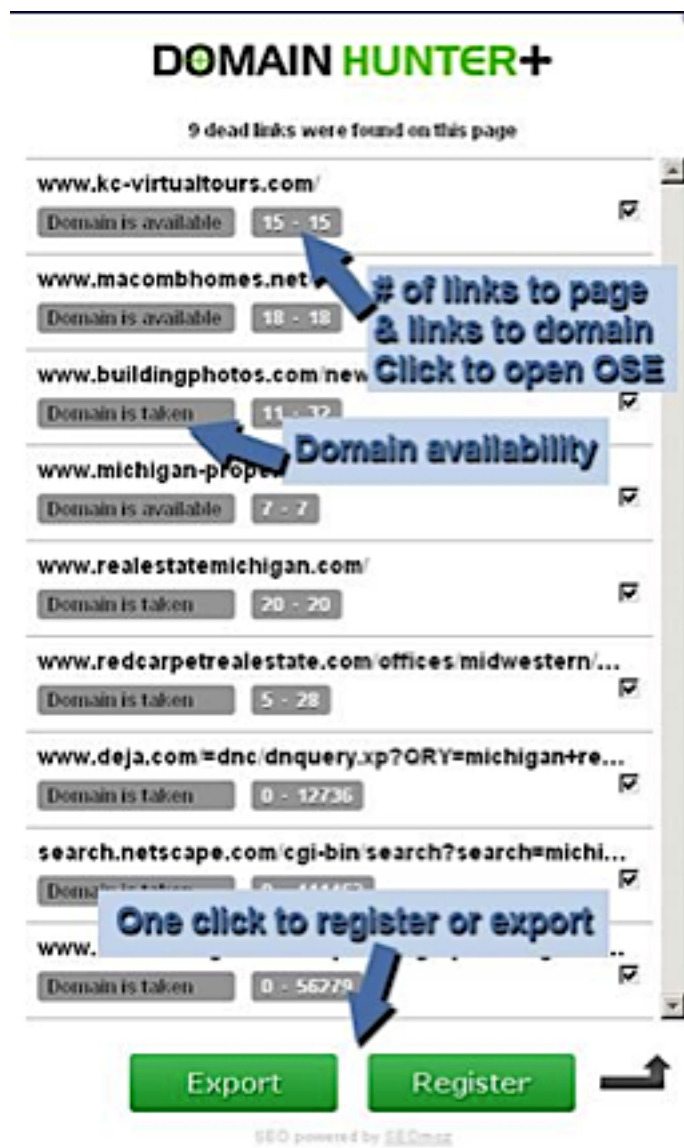 DOMAIN HUNTER+
9 dead links were found on this page
www.kc-virtualtours.com/
Domain is available 15 - 15
www.macombhomes.net
# of links to page
& links to domain
Click to open OSE
Domain is available 18 - 18
www.buildingphotos.com/new
Domain is taken 11 - 32
Domain availability
www.michigan-prope
Domain is available 7 - 7
www.realestatemichigan.com/
Domain is taken 20 - 20
www.redcarpetrealestate.com/offices/midwestern/...
Domain is taken 5 - 28
www.deja.com/=dnc/dnquery.xp?QRY=michigan+re...
Domain is taken 0 - 12736
search.netscape.com/cgi-bin/search?search=michi...
One click to register or export
www.
Domain is taken 0 - 56279
Export Register
SEO powered by SEOmoz